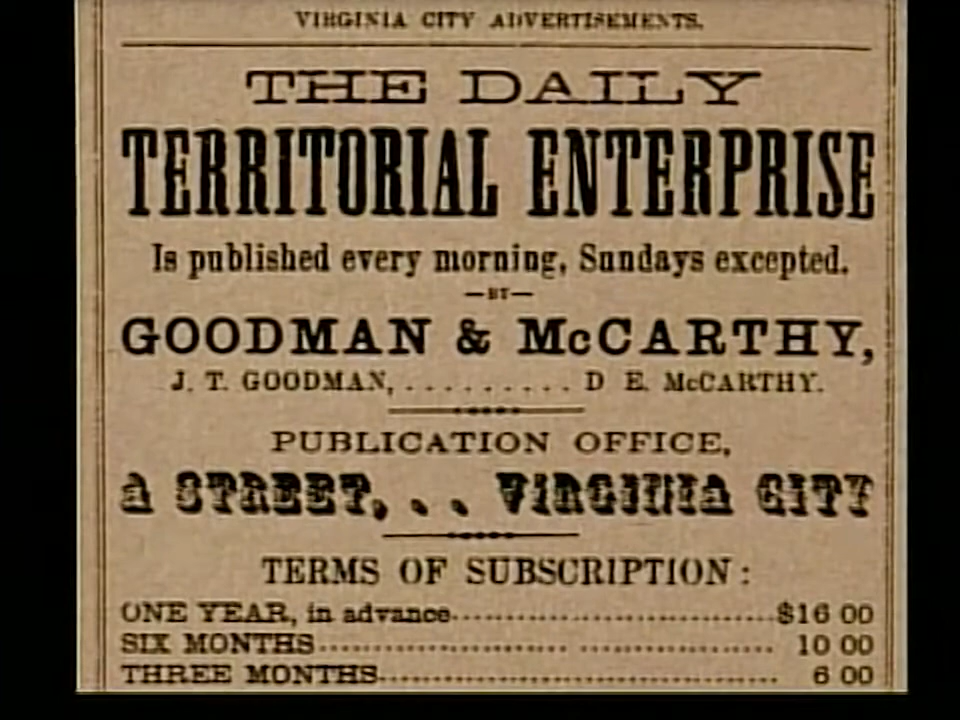 VIRGINIA CITY ADVERTISEMENTS.
THE DAILY
TERRITORIAL ENTERPRISE
Is published every morning, Sundays excepted.
—BY—
GOODMAN & McCARTHY,
J. T. GOODMAN, .......... D E. McCARTHY.
PUBLICATION OFFICE,
A STREET, . . VIRGINIA CITY
TERMS OF SUBSCRIPTION:
ONE YEAR, in advance..............................$16 00
SIX MONTHS.......................... .................... 10 00
THREE MONTHS........................................ 6 00